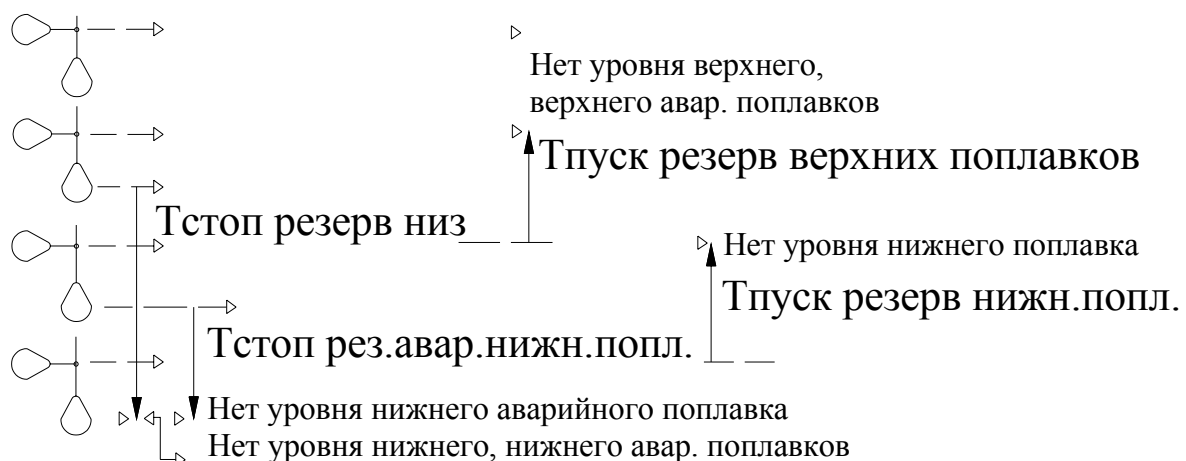 Нет уровня верхнего,
верхнего авар. поплавков
Тпуск резерв верхних поплавков
Тстоп резерв низ
Нет уровня нижнего поплавка
Тпуск резерв нижн.попл.
Тстоп рез.авар.нижн.попл.
Нет уровня нижнего аварийного поплавка
Нет уровня нижнего, нижнего авар. поплавков